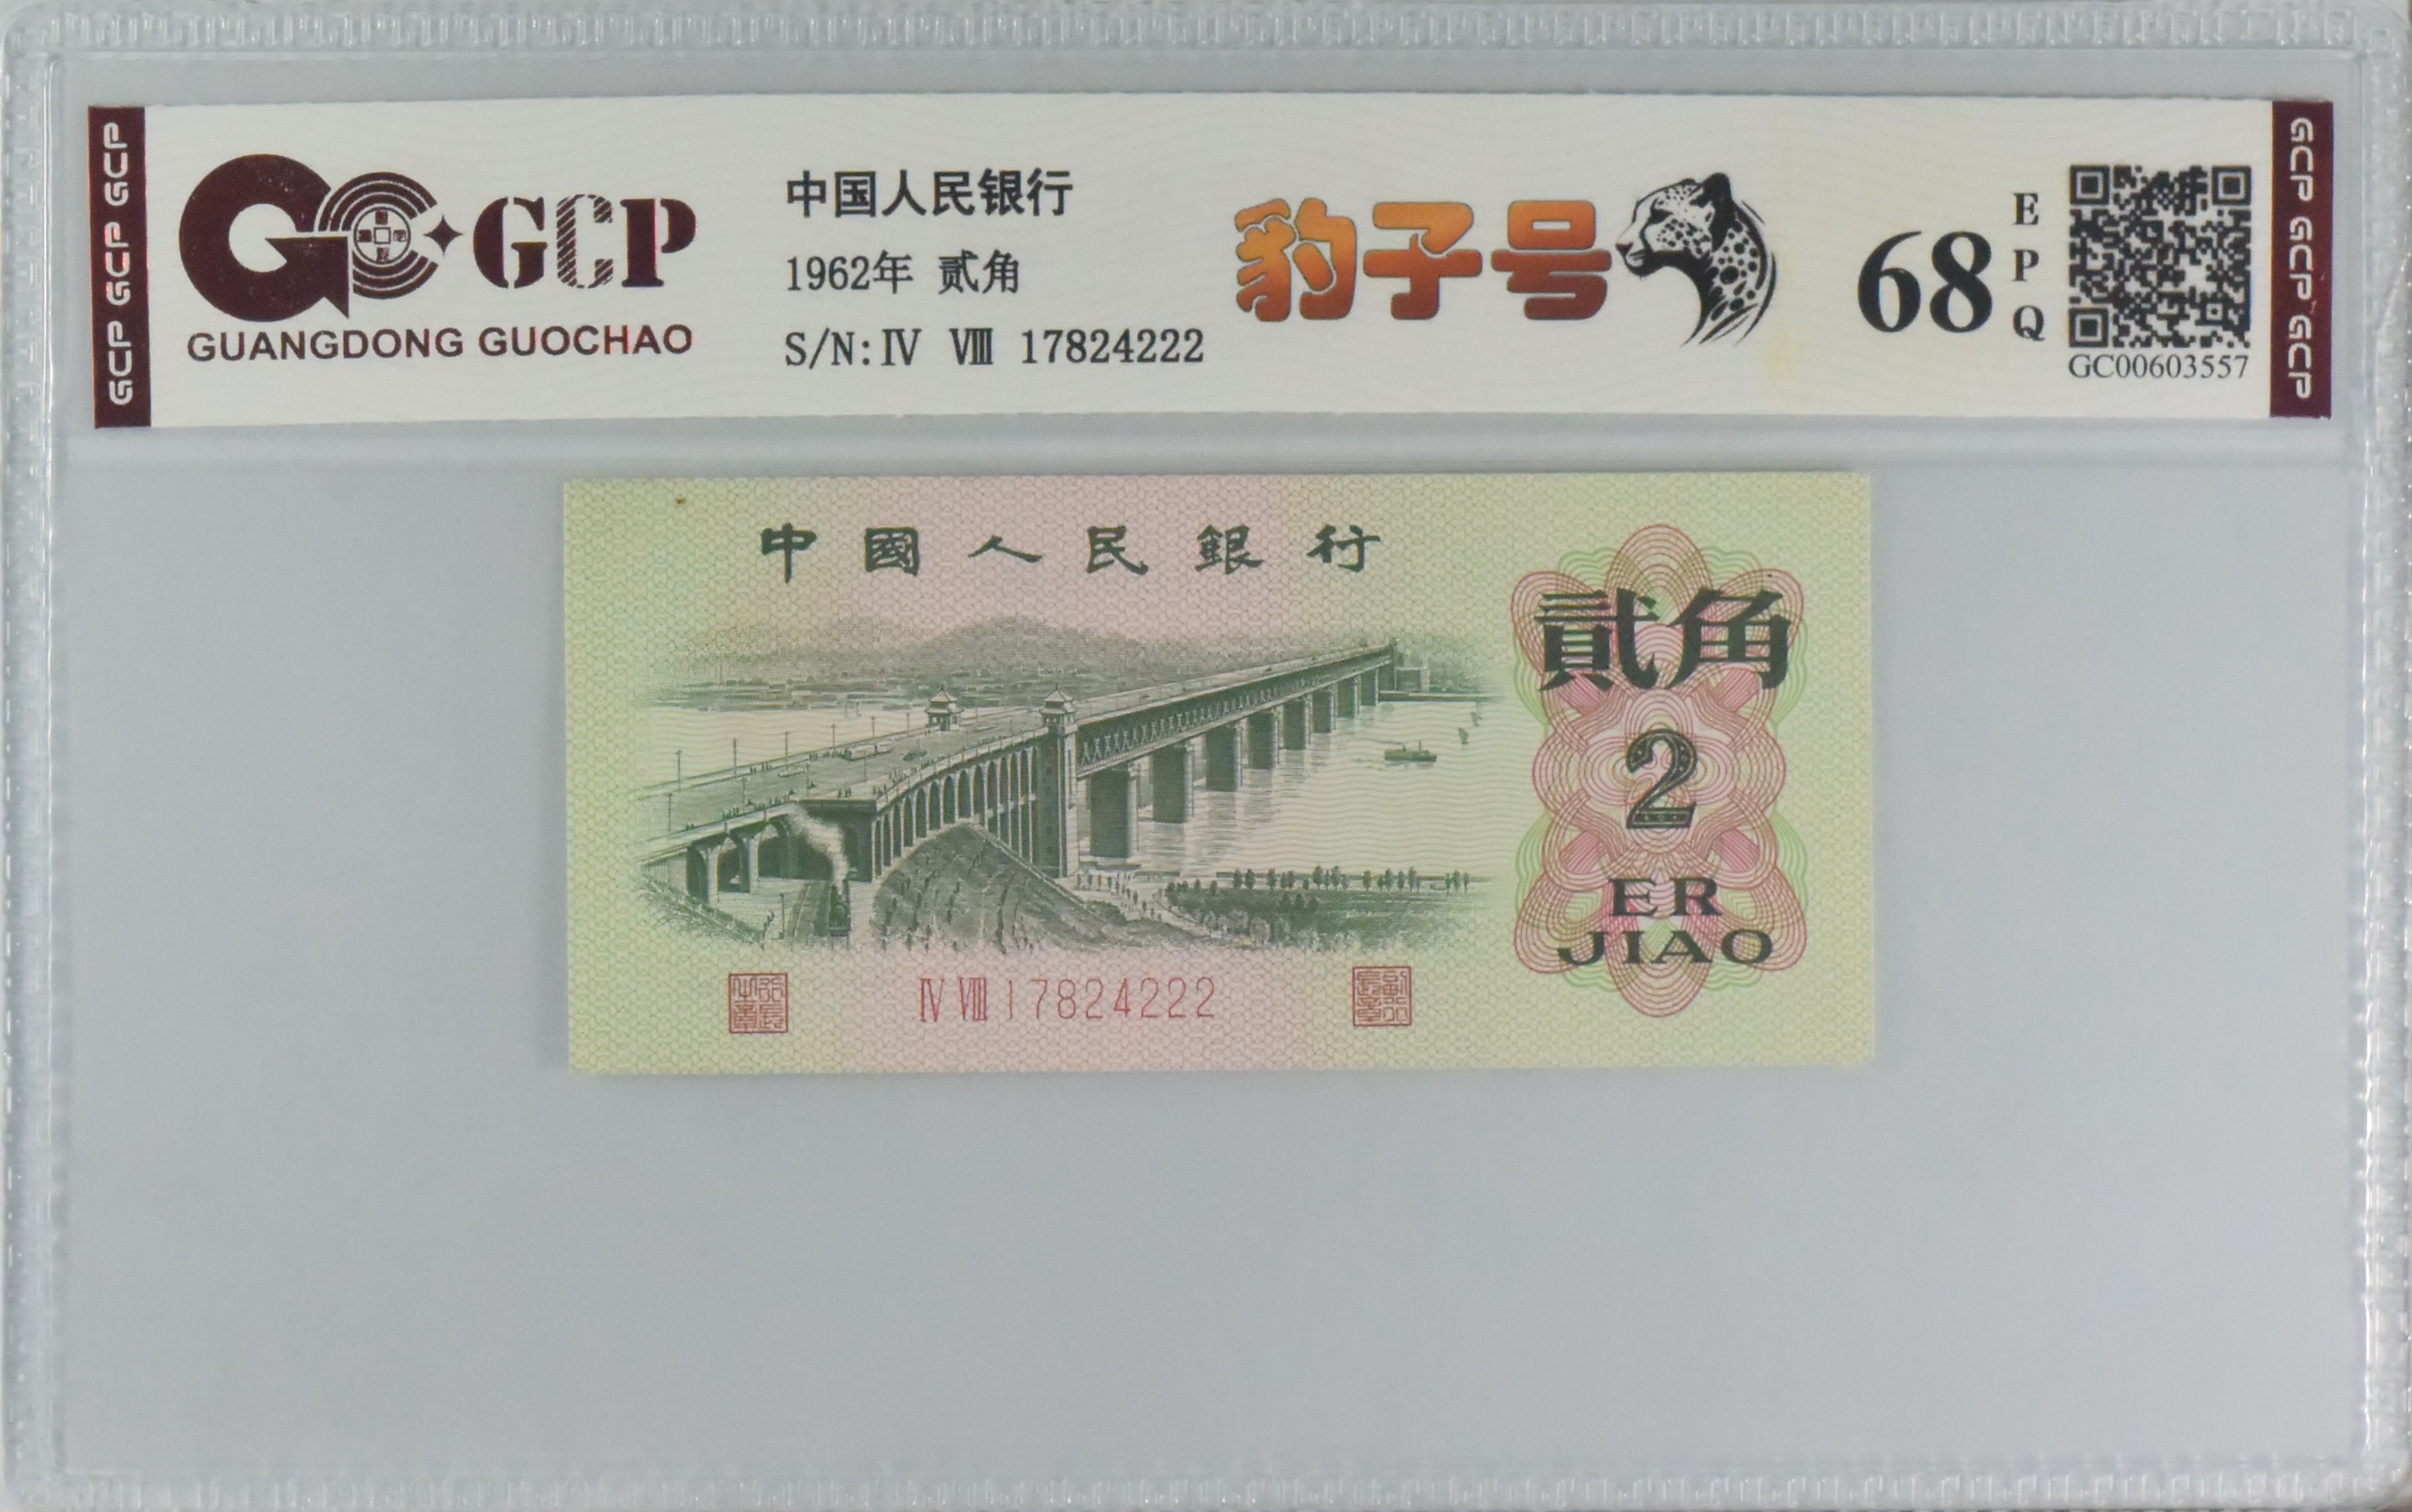 GCP GCP GCP
GCP
GUANGDONG GUOCHAO
中国人民银行
1962年 贰角
S/N: IV VIII 17824222
豹子号
68
E
P
Q
GC00603557
GCP GCP GCP
中國人民銀行
貳角
2
ER
JIAO
IV VIII 17824222